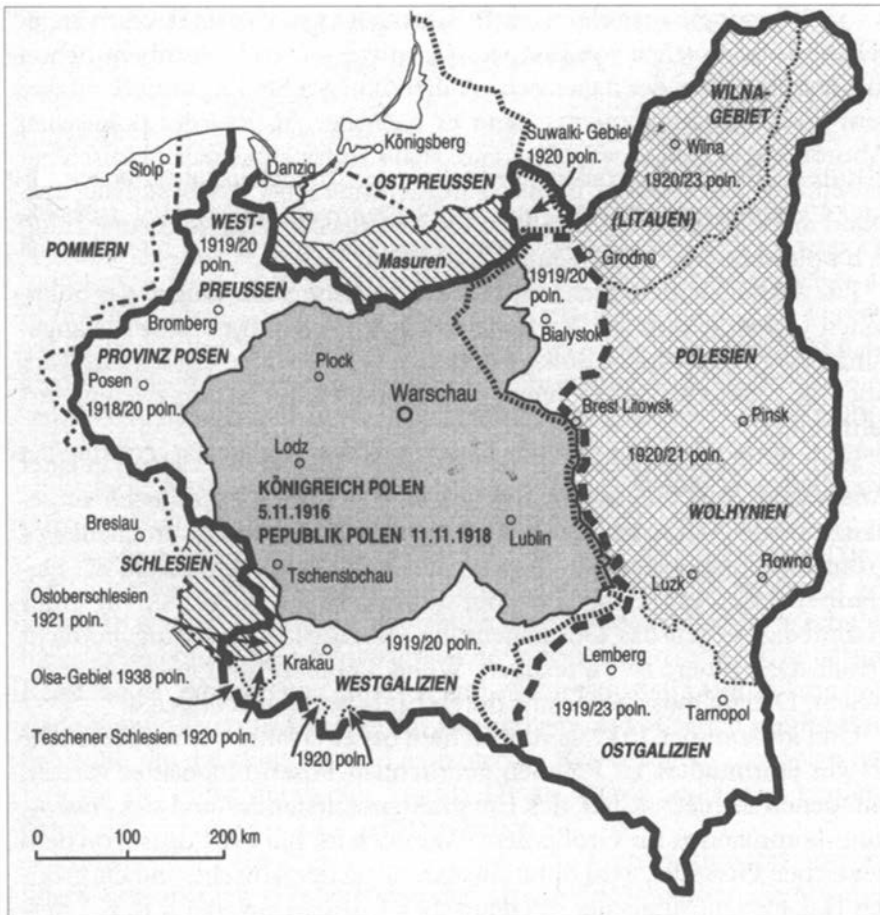 WILNA-
GEBIET
Wilna
1920/23 poln.
Suwalki-Gebiet
1920 poln.
Königsberg
OSTPREUSSEN
Stolp
Danzig
(LITAUEN)
WEST-
1919/20
poln.
PREUSSEN
POMMERN
Masuren
Grodno
1919/20
poln.
Bromberg
Bialystok
PROVINZ POSEN
Posen
1918/20 poln.
Plock
POLESIEN
Warschau
Brest Litowsk
Pinsk
1920/21 poln.
Lodz
KÖNIGREICH POLEN
5.11.1916
PEPUBLIK POLEN 11.11.1918
WOLHYNIEN
Breslau
Lublin
SCHLESIEN
Tschenstochau
Luzk
Rowno
Ostoberschlesien
1921 poln.
1919/20 poln.
Krakau
Lemberg
Olsa-Gebiet 1938 poln.
WESTGALIZIEN
Tarnopol
1919/23 poln.
Teschener Schlesien 1920 poln.
1920 poln.
OSTGALIZIEN
0 100 200 km